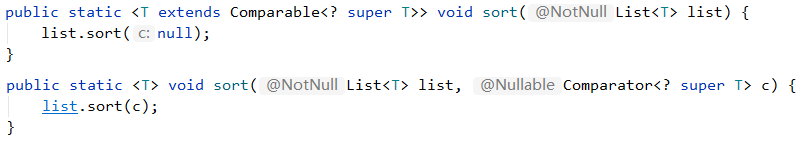 public static <T extends Comparable<? super T>> void sort( @NotNull List<T> list) {
    list.sort( c: null);
}
public static <T> void sort( @NotNull List<T> list, @Nullable Comparator<? super T> c) {
    list.sort(c);
}